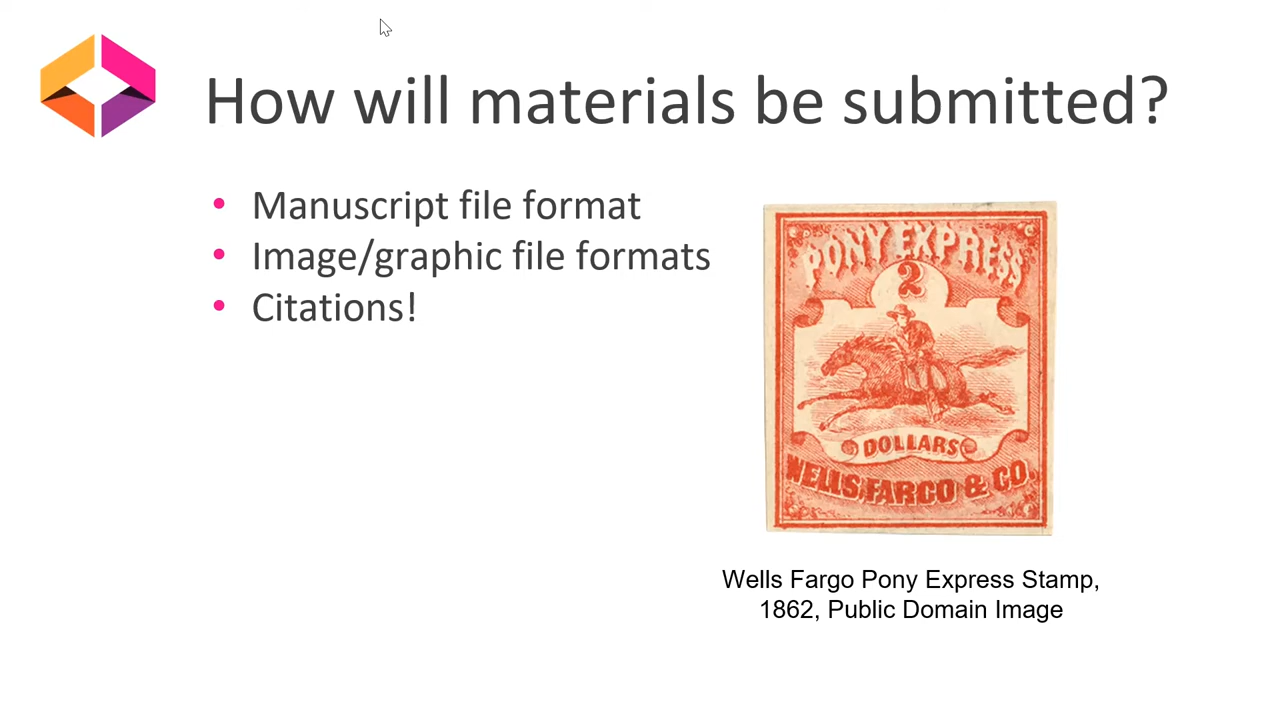 How will materials be submitted?
• Manuscript file format
• Image/graphic file formats
• Citations!
PONY EXPRESS
2
DOLLARS
WELLS, FARGO & CO.
Wells Fargo Pony Express Stamp,
1862, Public Domain Image